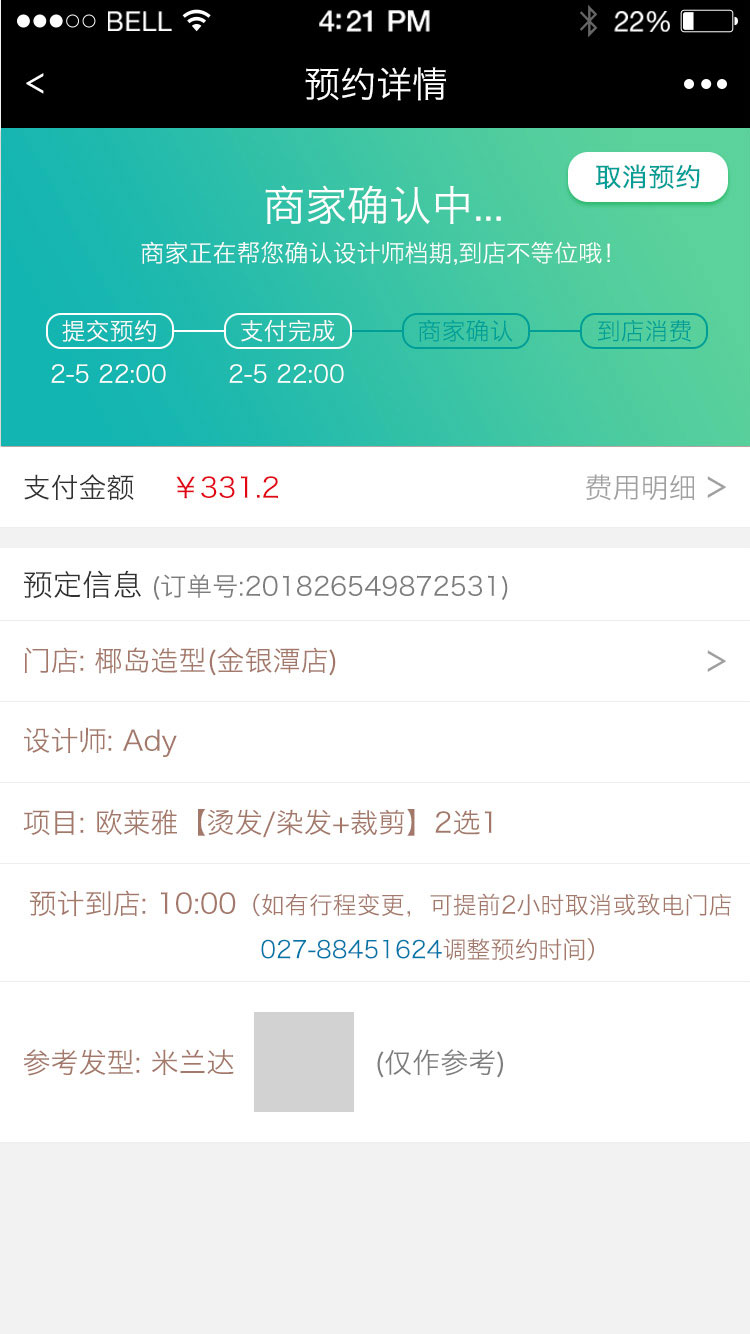 BELL 4:21 PM 22%
< 预约详情
取消预约
商家确认中...
商家正在帮您确认设计师档期,到店不等位哦!
提交预约 支付完成 商家确认 到店消费
2-5 22:00 2-5 22:00
支付金额 ￥331.2 费用明细 >
预定信息 (订单号:201826549872531)
门店: 椰岛造型(金银潭店) >
设计师: Ady
项目: 欧莱雅【烫发/染发+裁剪】2选1
预计到店: 10:00（如有行程变更，可提前2小时取消或致电门店
027-88451624调整预约时间）
参考发型: 米兰达 (仅作参考)